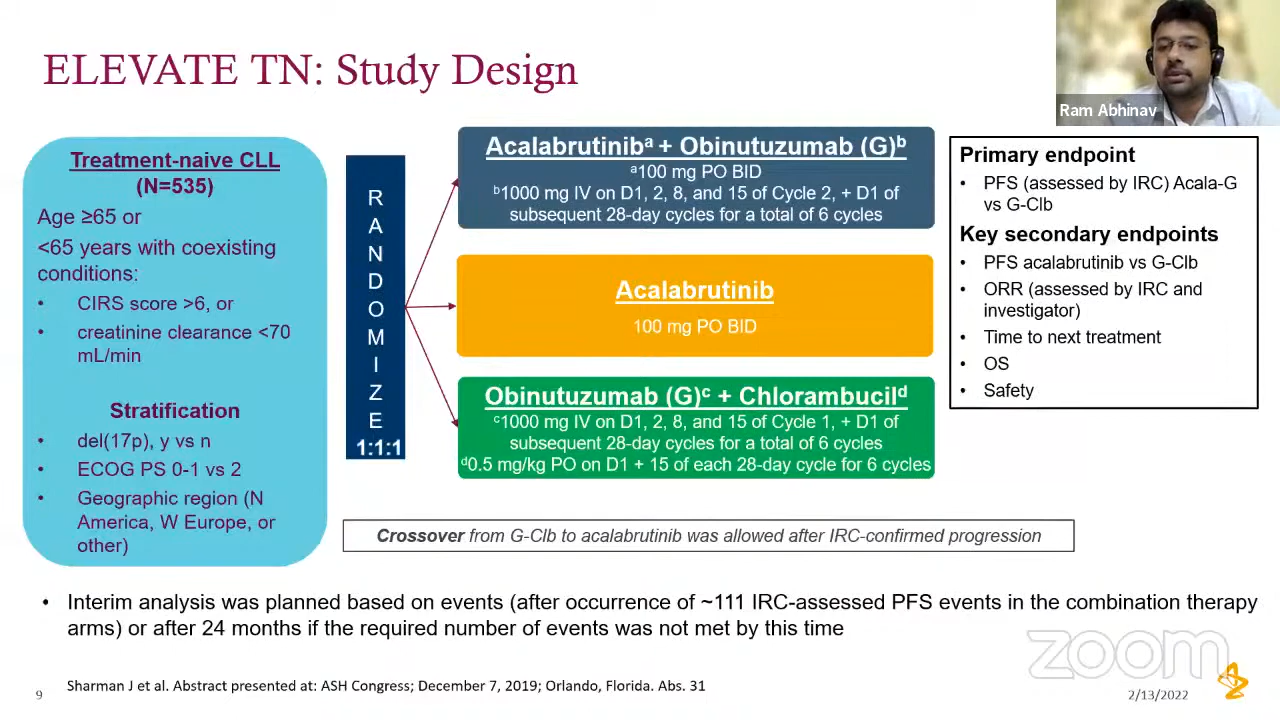 ELEVATE TN: Study Design
Ram Abhinav
Treatment-naive CLL
(N=535)
Age ≥65 or
<65 years with coexisting
conditions:
• CIRS score >6, or
• creatinine clearance <70
mL/min
Stratification
• del(17p), y vs n
• ECOG PS 0-1 vs 2
• Geographic region (N
America, W Europe, or
other)
R
A
N
D
O
M
I
Z
E
1:1:1
Acalabrutinibᵃ + Obinutuzumab (G)ᵇ
ᵃ100 mg PO BID
ᵇ1000 mg IV on D1, 2, 8, and 15 of Cycle 2, + D1 of
subsequent 28-day cycles for a total of 6 cycles
Acalabrutinib
100 mg PO BID
Obinutuzumab (G)ᶜ + Chlorambucilᵈ
ᶜ1000 mg IV on D1, 2, 8, and 15 of Cycle 1, + D1 of
subsequent 28-day cycles for a total of 6 cycles
ᵈ0.5 mg/kg PO on D1 + 15 of each 28-day cycle for 6 cycles
Primary endpoint
• PFS (assessed by IRC) Acala-G
vs G-Clb
Key secondary endpoints
• PFS acalabrutinib vs G-Clb
• ORR (assessed by IRC and
investigator)
• Time to next treatment
• OS
• Safety
Crossover from G-Clb to acalabrutinib was allowed after IRC-confirmed progression
• Interim analysis was planned based on events (after occurrence of ~111 IRC-assessed PFS events in the combination therapy
arms) or after 24 months if the required number of events was not met by this time
zoom
Sharman J et al. Abstract presented at: ASH Congress; December 7, 2019; Orlando, Florida. Abs. 31
9
2/13/2022